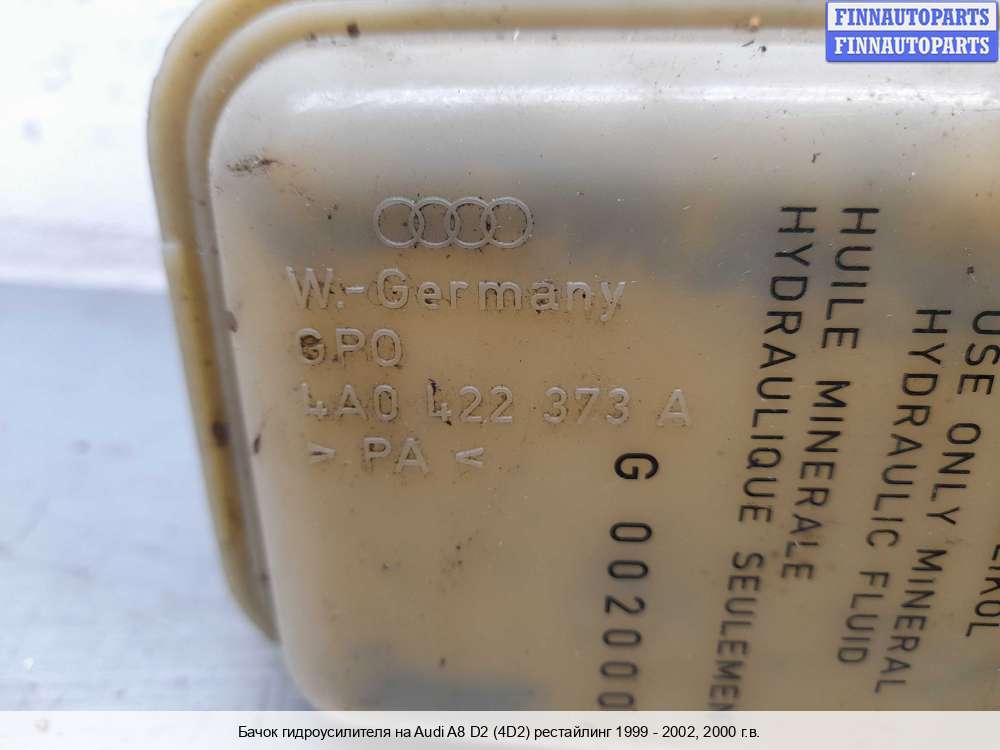 FINNAUTOPARTS
FINNAUTOPARTS
W.-Germany
GPO
4A0 422 373 A
> PA <
G 002000
HYDRAULIQUE SEULEMEN
HUILE MINERALE
HYDRAULIC FLUID
USE ONLY MINERAL
Бачок гидроусилителя на Audi A8 D2 (4D2) рестайлинг 1999 - 2002, 2000 г.в.